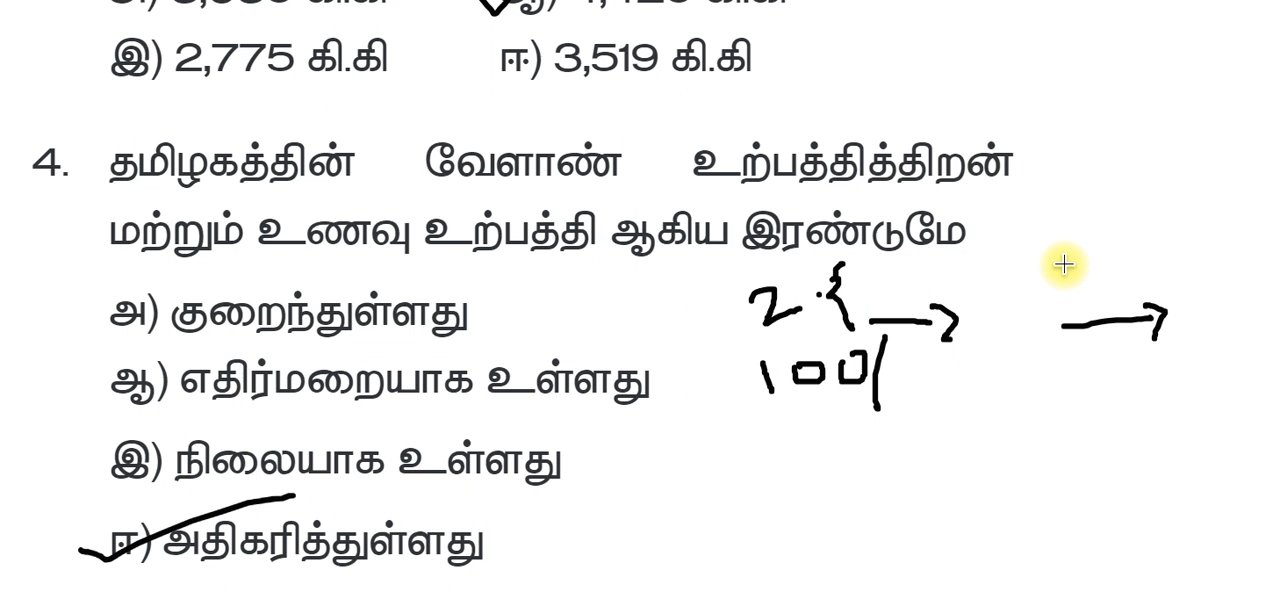 இ) 2,775 கி.கி ஈ) 3,519 கி.கி
4. தமிழகத்தின் வேளாண் உற்பத்தித்திறன்
மற்றும் உணவு உற்பத்தி ஆகிய இரண்டுமே
அ) குறைந்துள்ளது
ஆ) எதிர்மறையாக உள்ளது
இ) நிலையாக உள்ளது
ஈ) அதிகரித்துள்ளது
100